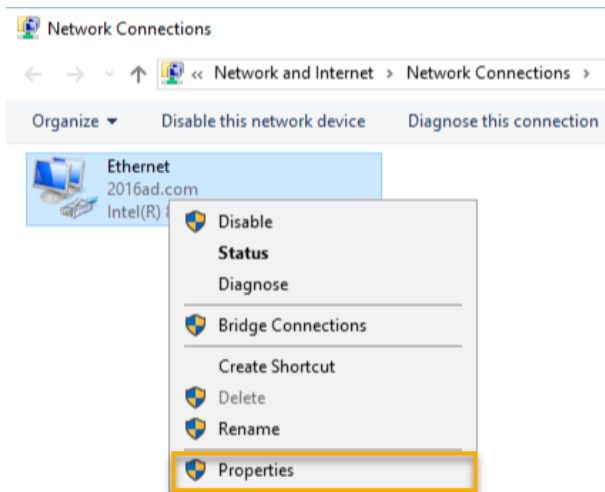 Network Connections
« Network and Internet > Network Connections >
Organize Disable this network device Diagnose this connection
Ethernet
2016ad.com
Intel(R)
Disable
Status
Diagnose
Bridge Connections
Create Shortcut
Delete
Rename
Properties